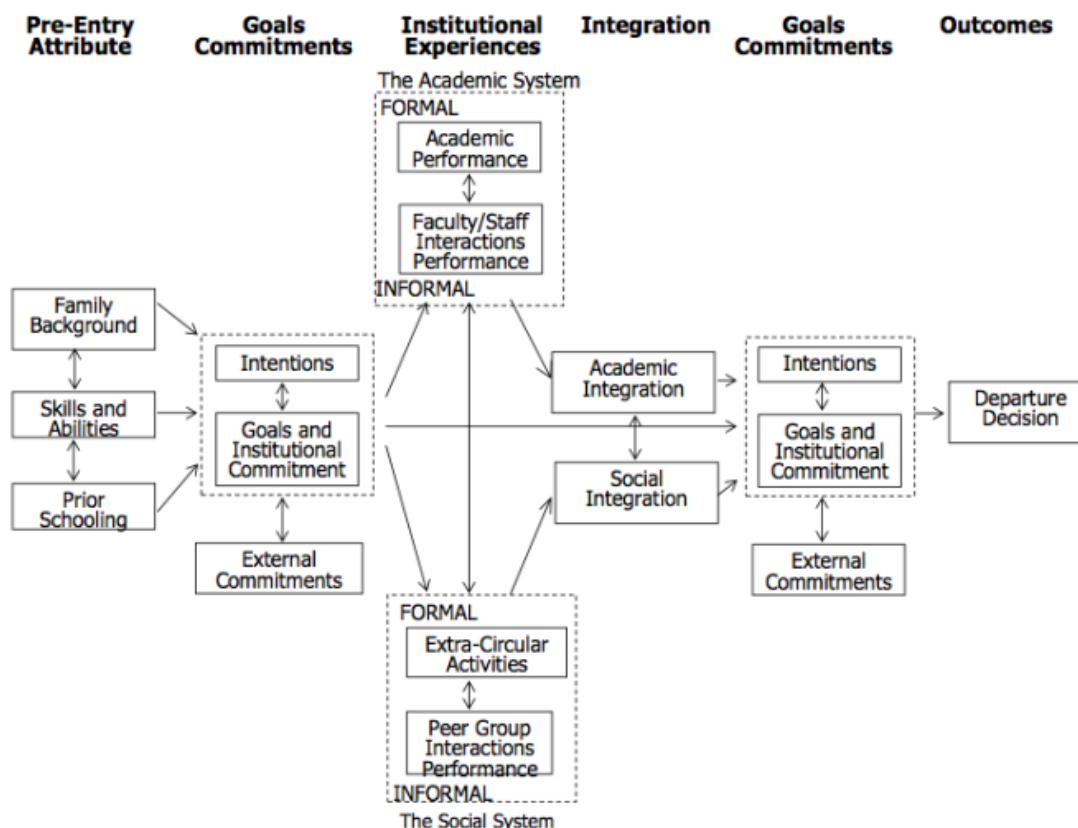 Pre-Entry
Attribute
Goals
Commitments
Institutional
Experiences
Integration
Goals
Commitments
Outcomes
The Academic System
FORMAL
Academic
Performance
Faculty/Staff
Interactions
Performance
INFORMAL
Family
Background
Skills and
Abilities
Prior
Schooling
Intentions
Goals and
Institutional
Commitment
External
Commitments
Academic
Integration
Social
Integration
Intentions
Goals and
Institutional
Commitment
External
Commitments
Departure
Decision
FORMAL
Extra-Circular
Activities
Peer Group
Interactions
Performance
INFORMAL
The Social System